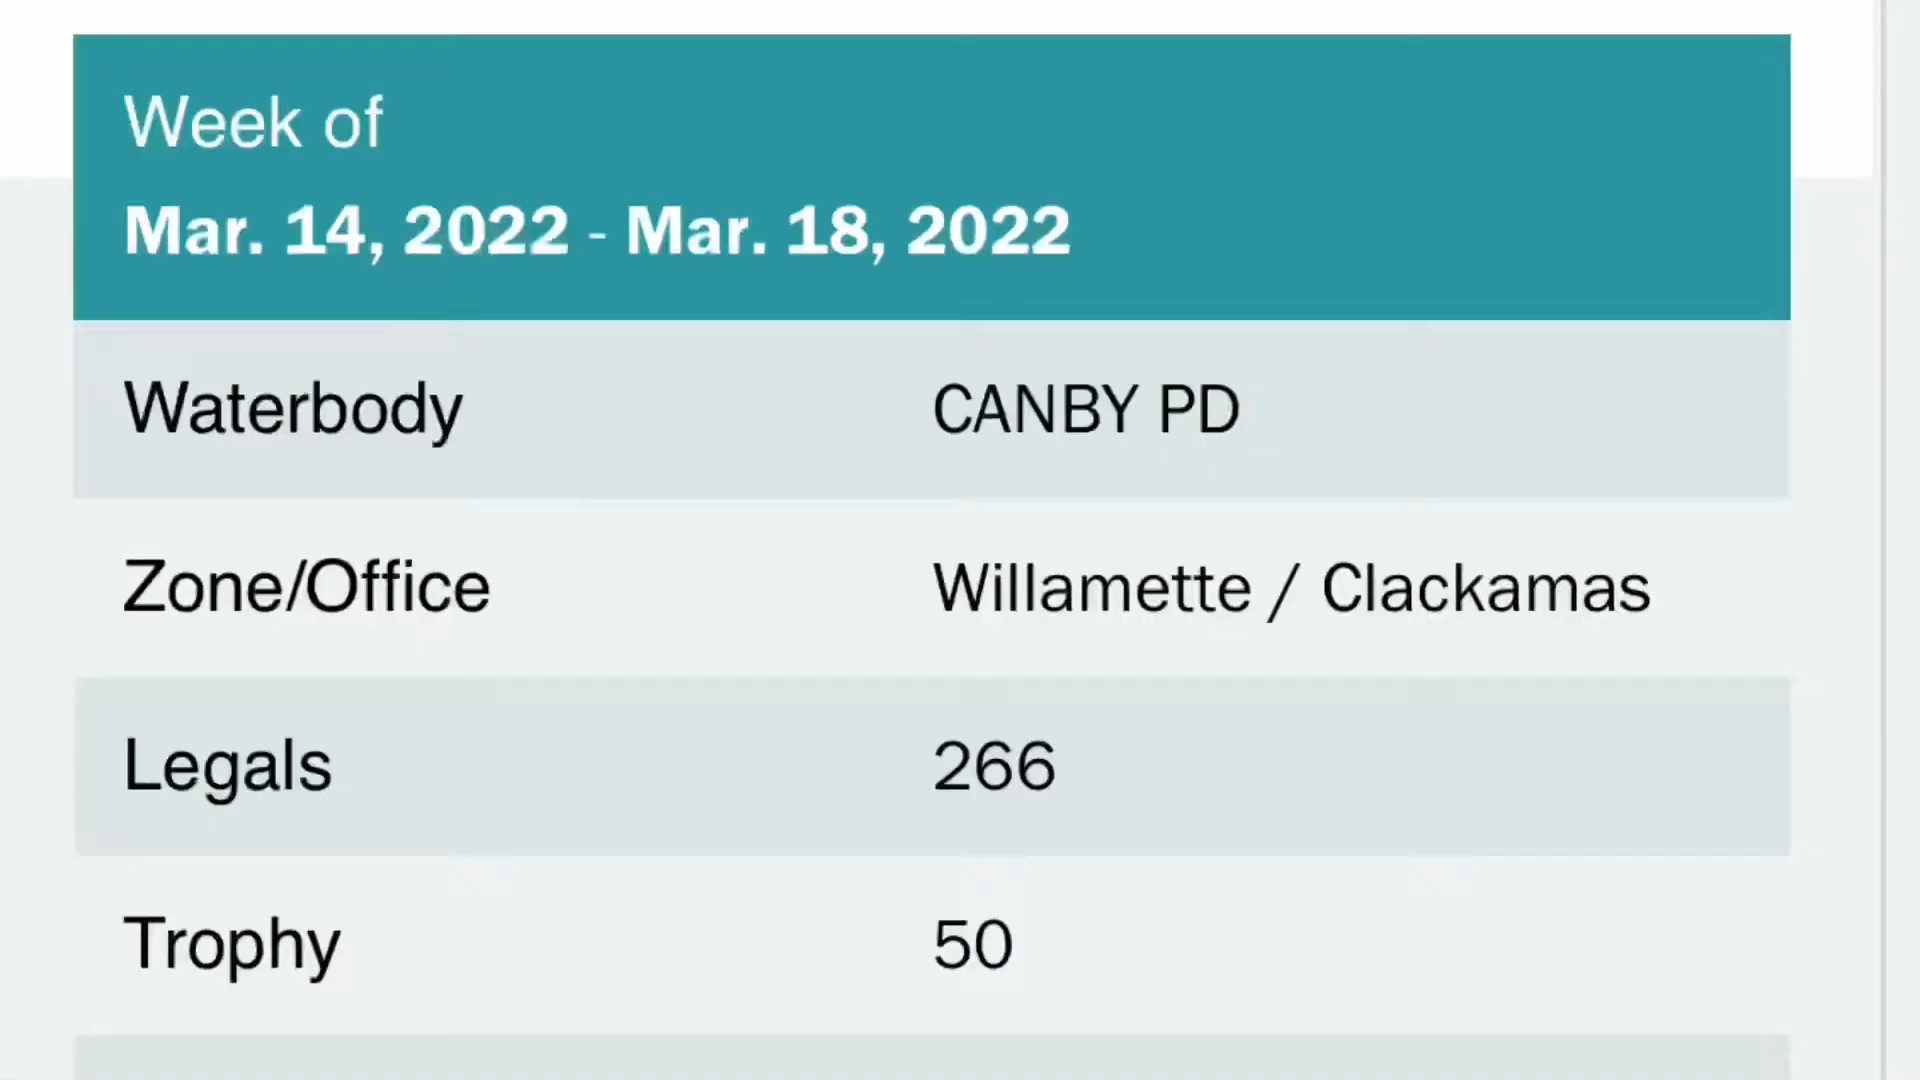 Week of
Mar. 14, 2022 - Mar. 18, 2022
Waterbody CANBY PD
Zone/Office Willamette / Clackamas
Legals 266
Trophy 50